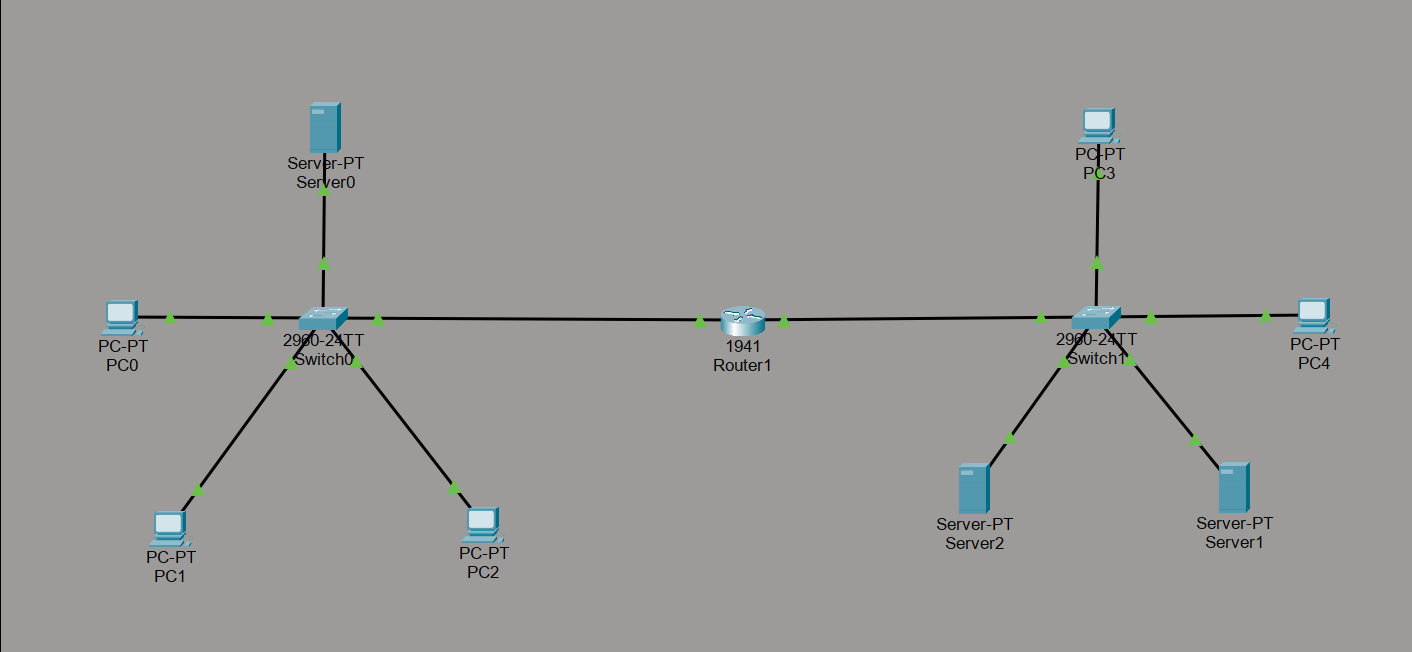 Server-PT
Server0
PC-PT
PC3
PC-PT
PC0
2960-24TT
Switch0
1941
Router1
2960-24TT
Switch1
PC-PT
PC4
PC-PT
PC1
PC-PT
PC2
Server-PT
Server2
Server-PT
Server1